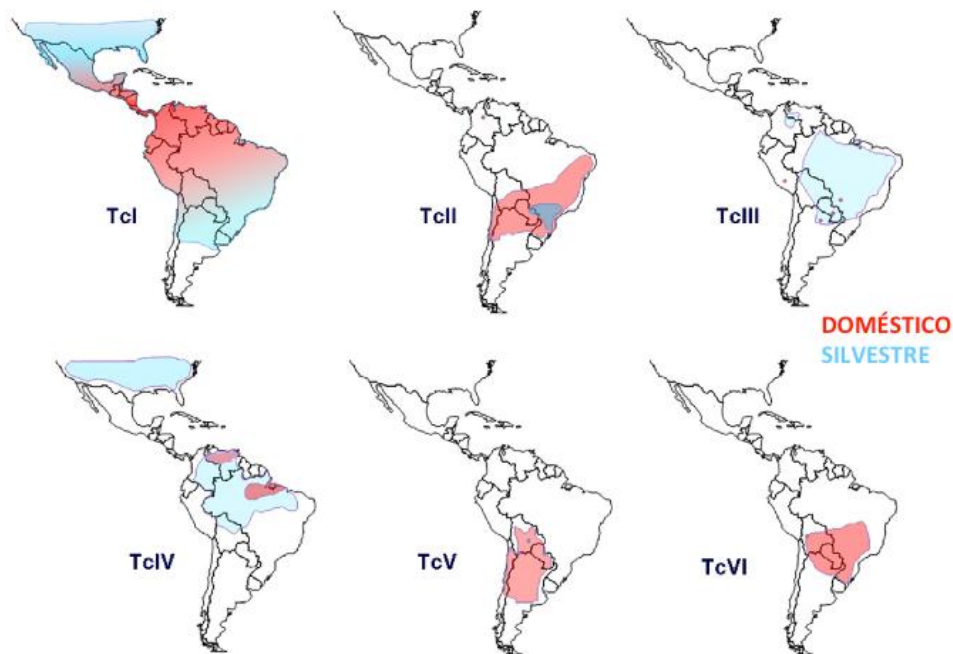 TcI
TcII
TcIII
DOMÉSTICO
SILVESTRE
TcIV
TcV
TcVI